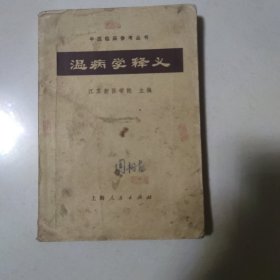 中医临床参考丛书
温病学释义
江苏新医学院 主编
上海人民出版社